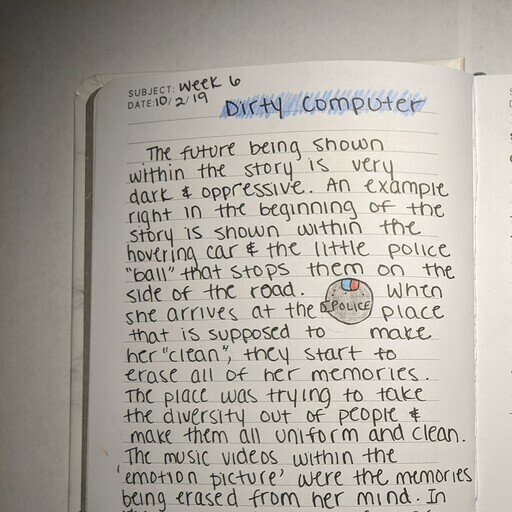 SUBJECT: Week 6
DATE: 10/2/19
Dirty Computer
The future being shown
within the story is very
dark & oppressive. An example
right in the beginning of the
story is shown within the
hovering car & the little police
"ball" that stops them on the
side of the road. When
she arrives at the POLICE place
that is supposed to make
her "clean", they start to
erase all of her memories.
The place was trying to take
the diversity out of people &
make them all uniform and clean.
The music videos within the
'emotion picture' were the memories
being erased from her mind. In